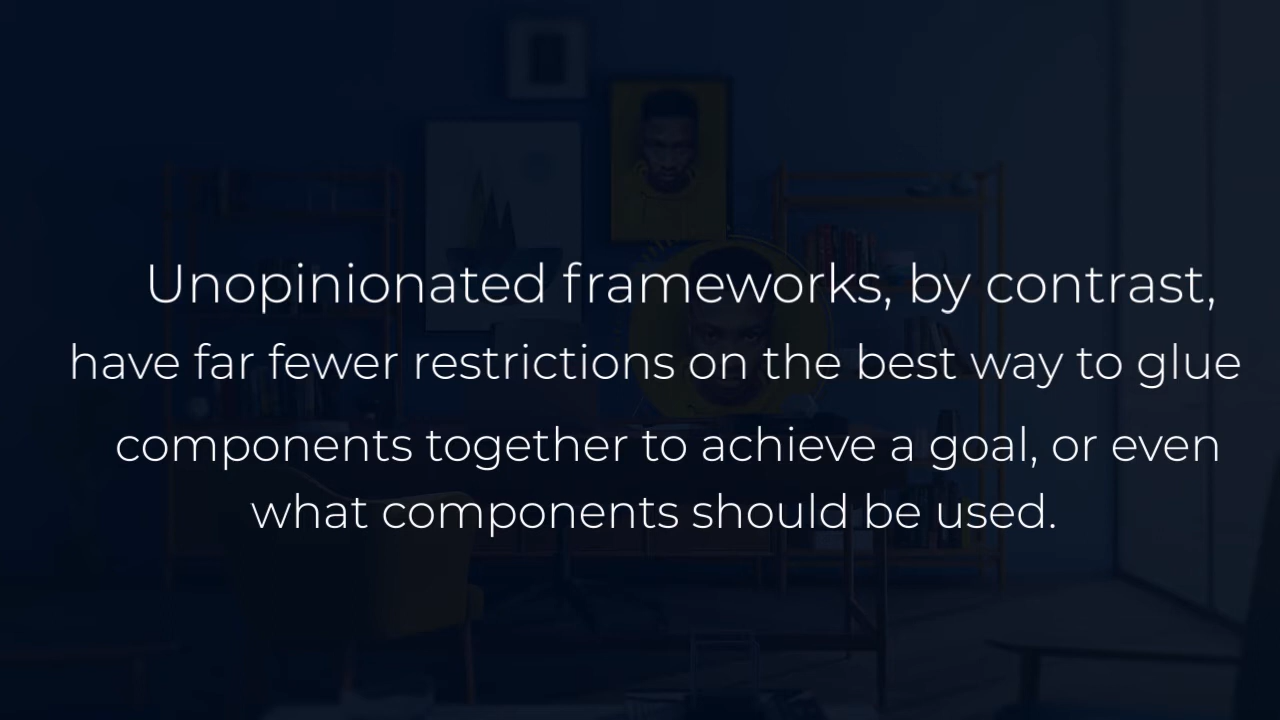 Unopinionated frameworks, by contrast,
have far fewer restrictions on the best way to glue
components together to achieve a goal, or even
what components should be used.